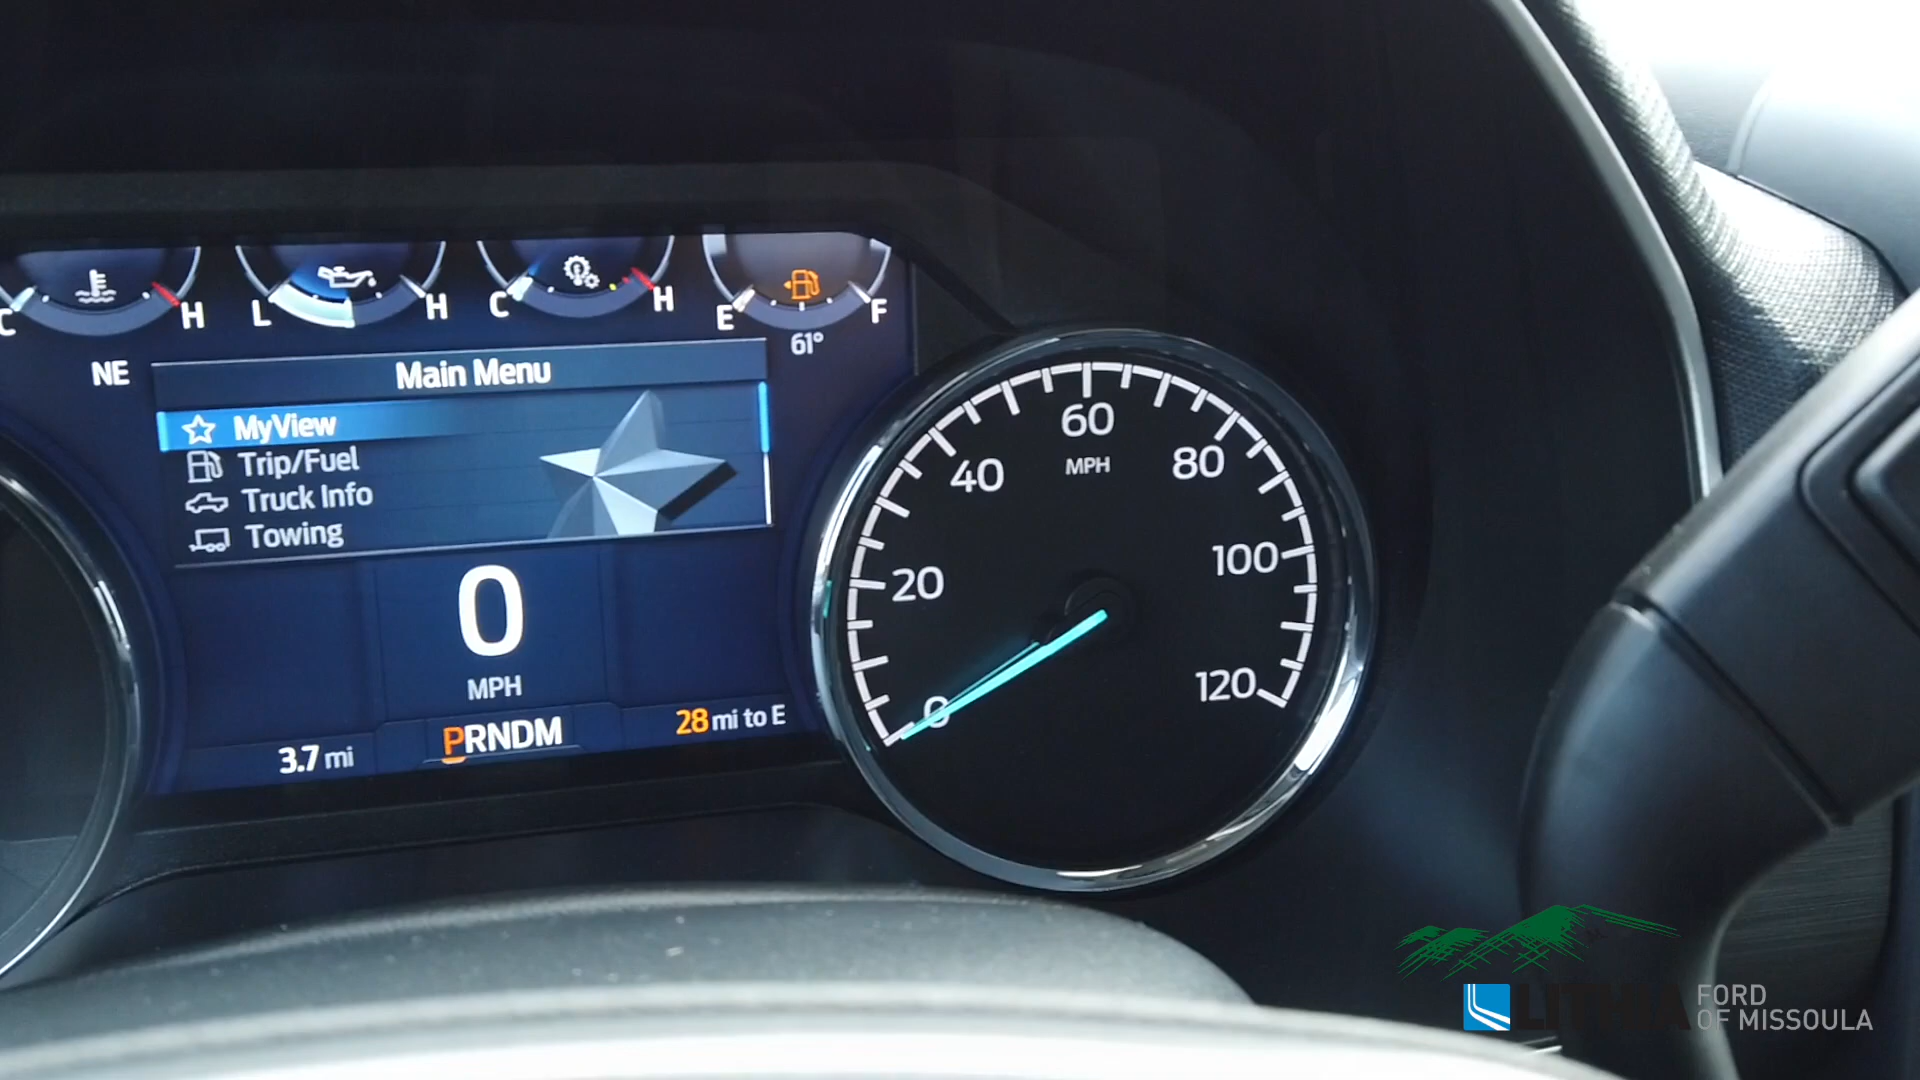 C H
L H
C H
E F
61°
NE
Main Menu
MyView
Trip/Fuel
Truck Info
Towing
0
MPH
3.7 mi
PRNDM
28 mi to E
0
20
40
60
80
100
120
MPH
LITHIA
FORD
OF MISSOULA